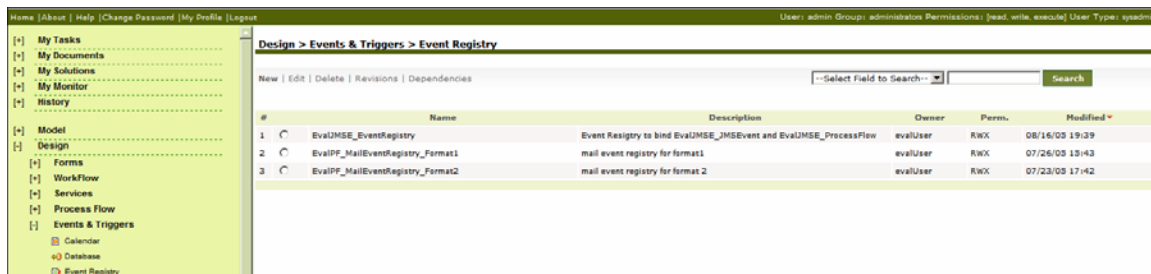 Home |About | Help |Change Password |My Profile |Logout
User: admin Group: administrators Permissions: [read, write, execute] User Type: sysadm
[+] My Tasks
[+] My Documents
[+] My Solutions
[+] My Monitor
[+] History
[+] Model
[-] Design
[+] Forms
[+] WorkFlow
[+] Services
[+] Process Flow
[-] Events & Triggers
Calendar
Database
Event Registry
Design > Events & Triggers > Event Registry
New | Edit | Delete | Revisions | Dependencies
--Select Field to Search-- Search
# Name Description Owner Perm. Modified
1 EvalJMSE_EventRegistry Event Resigtry to bind EvalJMSE_JMSEvent and EvalJMSE_ProcessFlow evalUser RWX 08/16/05 19:39
2 EvalPF_MailEventRegistry_Format1 mail event registry for format1 evalUser RWX 07/26/05 15:43
3 EvalPF_MailEventRegistry_Format2 mail event registry for format 2 evalUser RWX 07/23/05 17:42